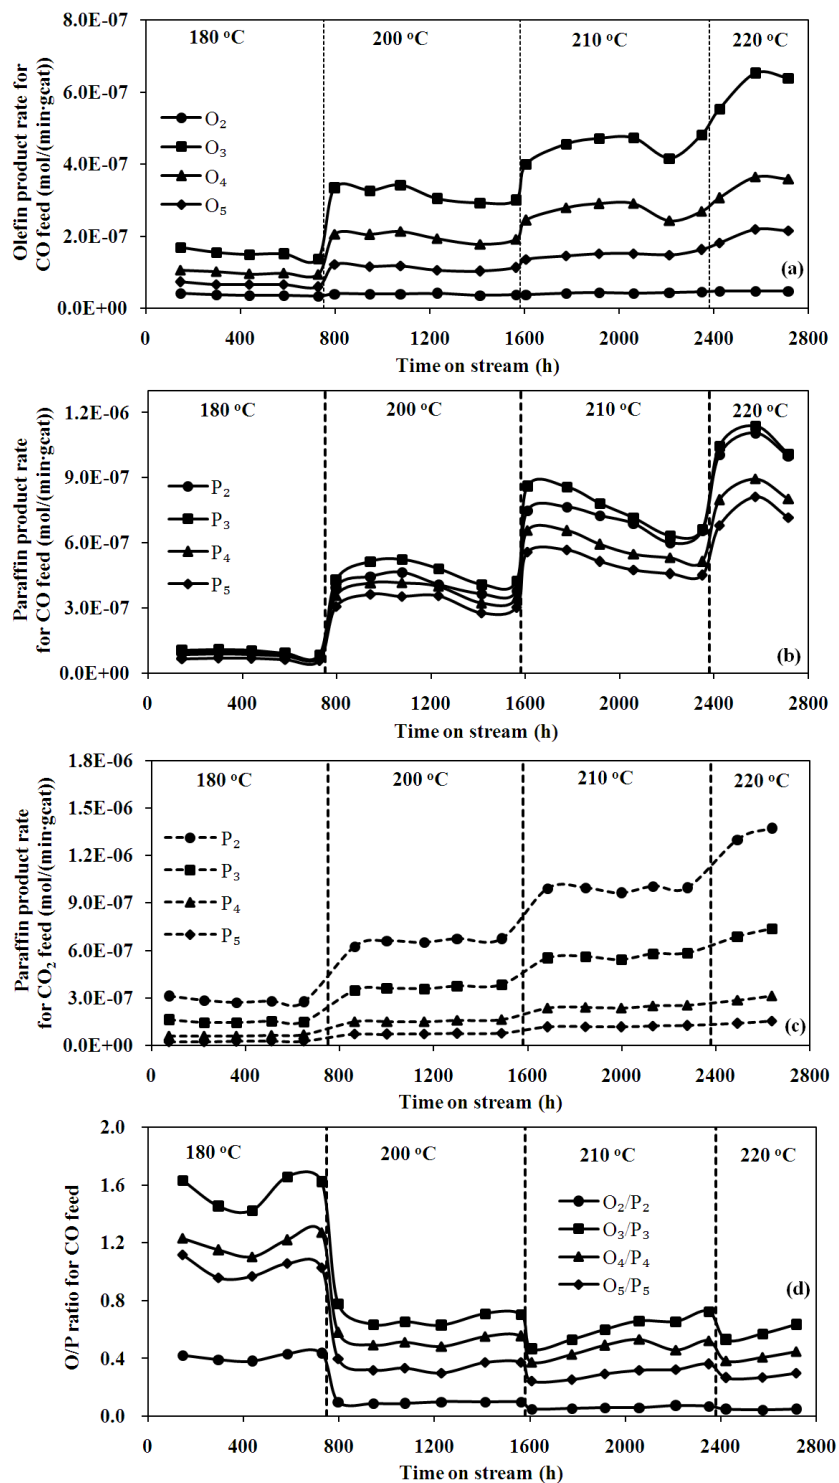 8.0E-07
180 °C
200 °C
210 °C
220 °C
6.0E-07
4.0E-07
2.0E-07
0.0E+00
Olefin product rate for
CO feed (mol/(min·gcat))
O₂
O₃
O₄
O₅
(a)
0 400 800 1200 1600 2000 2400 2800
Time on stream (h)
1.2E-06
180 °C
200 °C
210 °C
220 °C
9.0E-07
6.0E-07
3.0E-07
0.0E+00
Paraffin product rate
for CO feed (mol/(min·gcat))
P₂
P₃
P₄
P₅
(b)
0 400 800 1200 1600 2000 2400 2800
Time on stream (h)
1.8E-06
180 °C
200 °C
210 °C
220 °C
1.5E-06
1.2E-06
9.0E-07
6.0E-07
3.0E-07
0.0E+00
Paraffin product rate
for CO₂ feed (mol/(min·gcat))
P₂
P₃
P₄
P₅
(c)
0 400 800 1200 1600 2000 2400 2800
Time on stream (h)
2.0
180 °C
200 °C
210 °C
220 °C
1.6
1.2
0.8
0.4
0.0
O/P ratio for CO feed
O₂/P₂
O₃/P₃
O₄/P₄
O₅/P₅
(d)
0 400 800 1200 1600 2000 2400 2800
Time on stream (h)